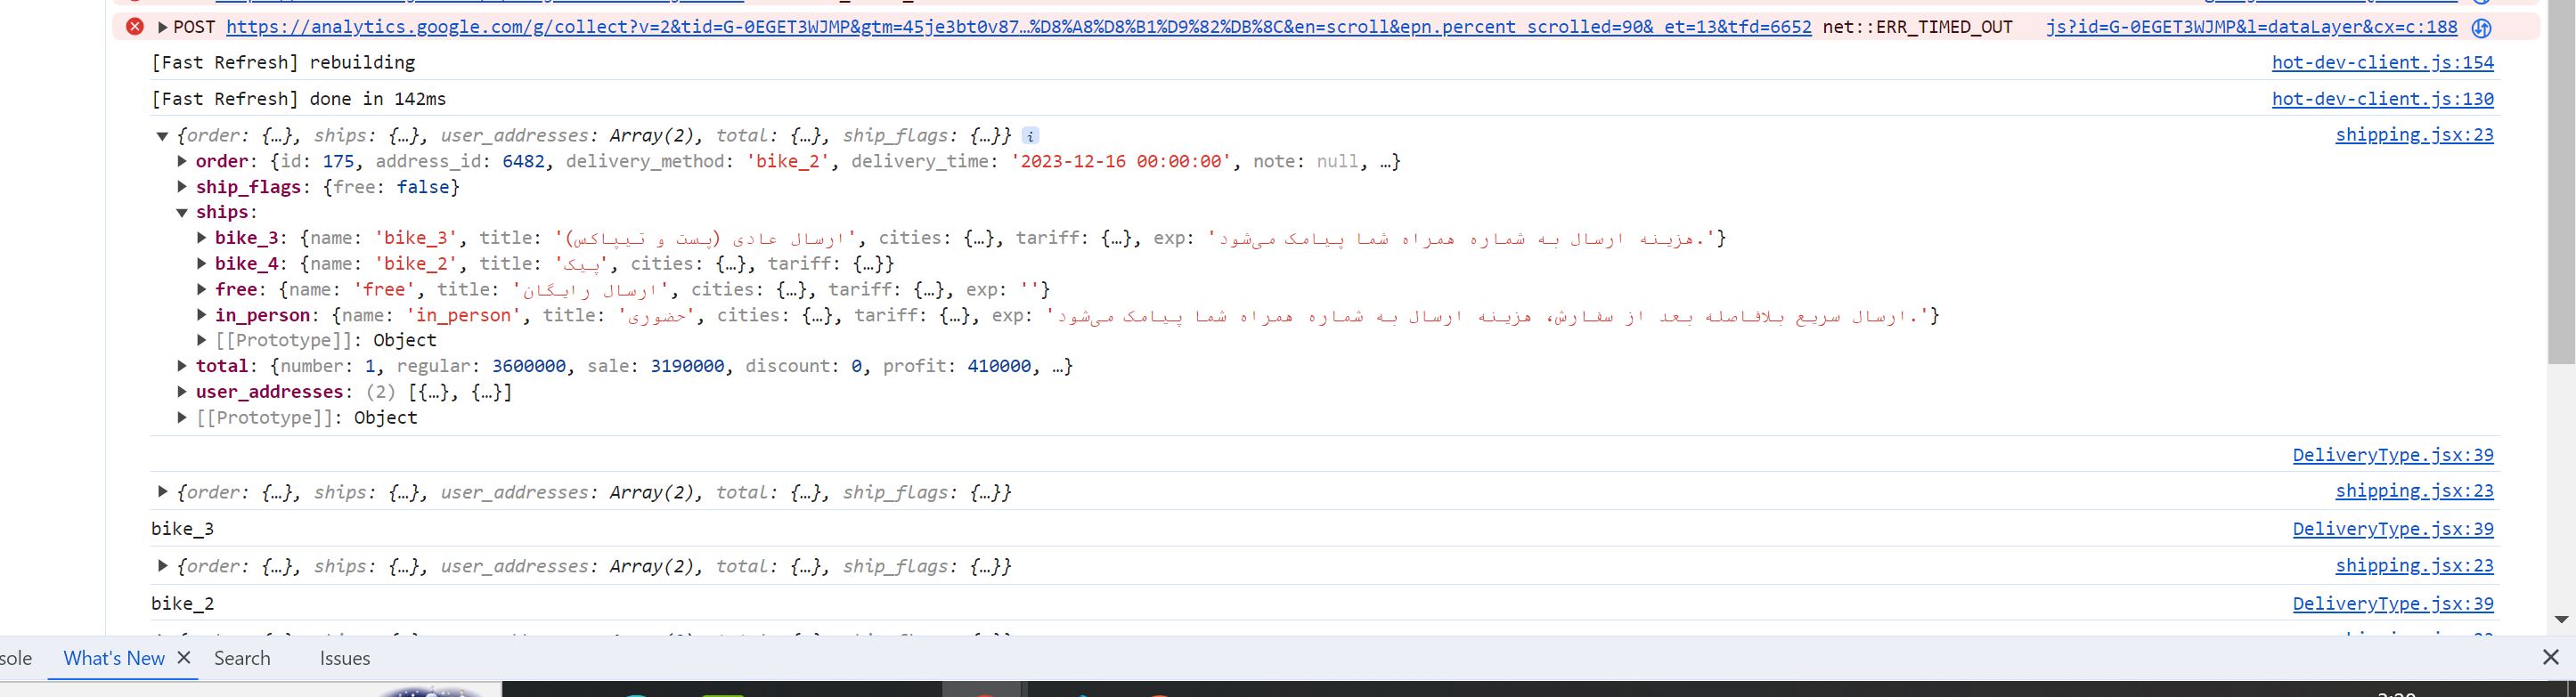 POST https://analytics.google.com/g/collect?v=2&tid=G-0EGET3WJMP&gtm=45je3bt0v87…%D8%A8%D8%B1%D9%82%DB%8C&en=scroll&epn.percent_scrolled=90&_et=13&tfd=6652 net::ERR_TIMED_OUT js?id=G-0EGET3WJMP&l=dataLayer&cx=c:188
[Fast Refresh] rebuilding hot-dev-client.js:154
[Fast Refresh] done in 142ms hot-dev-client.js:130
{order: {…}, ships: {…}, user_addresses: Array(2), total: {…}, ship_flags: {…}} i shipping.jsx:23
order: {id: 175, address_id: 6482, delivery_method: 'bike_2', delivery_time: '2023-12-16 00:00:00', note: null, …}
ship_flags: {free: false}
ships:
bike_3: {name: 'bike_3', title: 'ارسال عادی (پست و تیپاکس)', cities: {…}, tariff: {…}, exp: 'هزینه ارسال به شماره همراه شما پیامک می‌شود.'}
bike_4: {name: 'bike_2', title: 'پیک', cities: {…}, tariff: {…}}
free: {name: 'free', title: 'ارسال رایگان', cities: {…}, tariff: {…}, exp: ''}
in_person: {name: 'in_person', title: 'حضوری', cities: {…}, tariff: {…}, exp: 'ارسال سریع بلافاصله بعد از سفارش، هزینه ارسال به شماره همراه شما پیامک می‌شود.'}
[[Prototype]]: Object
total: {number: 1, regular: 3600000, sale: 3190000, discount: 0, profit: 410000, …}
user_addresses: (2) [{…}, {…}]
[[Prototype]]: Object
DeliveryType.jsx:39
{order: {…}, ships: {…}, user_addresses: Array(2), total: {…}, ship_flags: {…}} shipping.jsx:23
bike_3 DeliveryType.jsx:39
{order: {…}, ships: {…}, user_addresses: Array(2), total: {…}, ship_flags: {…}} shipping.jsx:23
bike_2 DeliveryType.jsx:39
sole What's New Search Issues